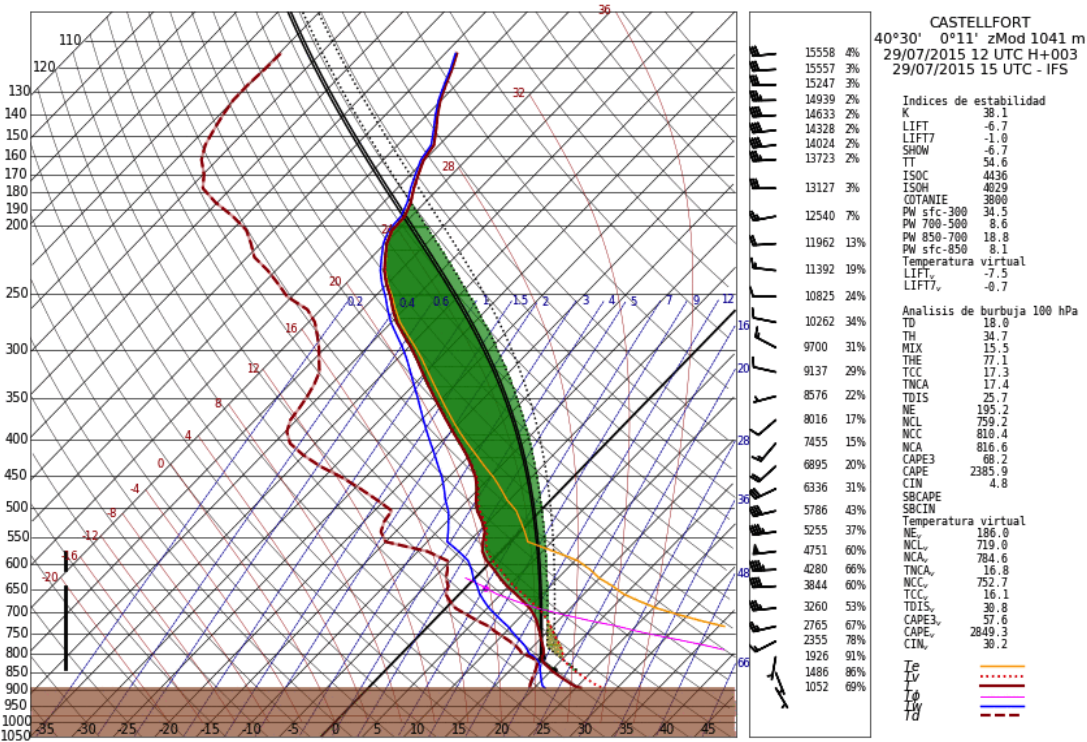 36
110
120
130
140
150
160
170
180
190
200
250
300
350
400
450
500
550
600
650
700
750
800
850
900
950
1000
1050
32
28
24
20
16
12
8
4
0
-4
-8
-12
-16
-20
0.2 0.4 0.6 1 1.5 2 3 4 5 7 9 12
16
20
28
36
48
66
-35 -30 -25 -20 -15 -10 -5 0 5 10 15 20 25 30 35 40 45
15558 4%
15557 3%
15247 3%
14939 2%
14633 2%
14328 2%
14024 2%
13723 2%
13127 3%
12540 7%
11962 13%
11392 19%
10825 24%
10262 34%
9700 31%
9137 29%
8576 22%
8016 17%
7455 15%
6895 20%
6336 31%
5786 43%
5255 37%
4751 60%
4280 66%
3844 60%
3260 53%
2765 67%
2355 78%
1926 91%
1486 86%
1052 69%
CASTELLFORT
40°30' 0°11' zMod 1041 m
29/07/2015 12 UTC H+003
29/07/2015 15 UTC - IFS
Indices de estabilidad
K 38.1
LIFT -6.7
LIFT7 -1.0
SHOW -6.7
TT 54.6
ISOC 4436
ISOH 4029
COTANIE 3800
PW sfc-300 34.5
PW 700-500 8.6
PW 850-700 18.8
PW sfc-850 8.1
Temperatura virtual
LIFTv -7.5
LIFT7v -0.7
Analisis de burbuja 100 hPa
TD 18.0
TH 34.7
MIX 15.5
THE 77.1
TCC 17.3
TNCA 17.4
TDIS 25.7
NE 195.2
NCL 759.2
NCC 810.4
NCA 816.6
CAPE3 68.2
CAPE 2385.9
CIN 4.8
SBCAPE
SBCIN
Temperatura virtual
NEv 186.0
NCLv 719.0
NCAv 784.6
TNCAv 16.8
NCCv 752.7
TCCv 16.1
TDISv 30.8
CAPE3v 57.6
CAPEv 2849.3
CINv 30.2
Te
Tv
T
Tϕ
Tw
Td